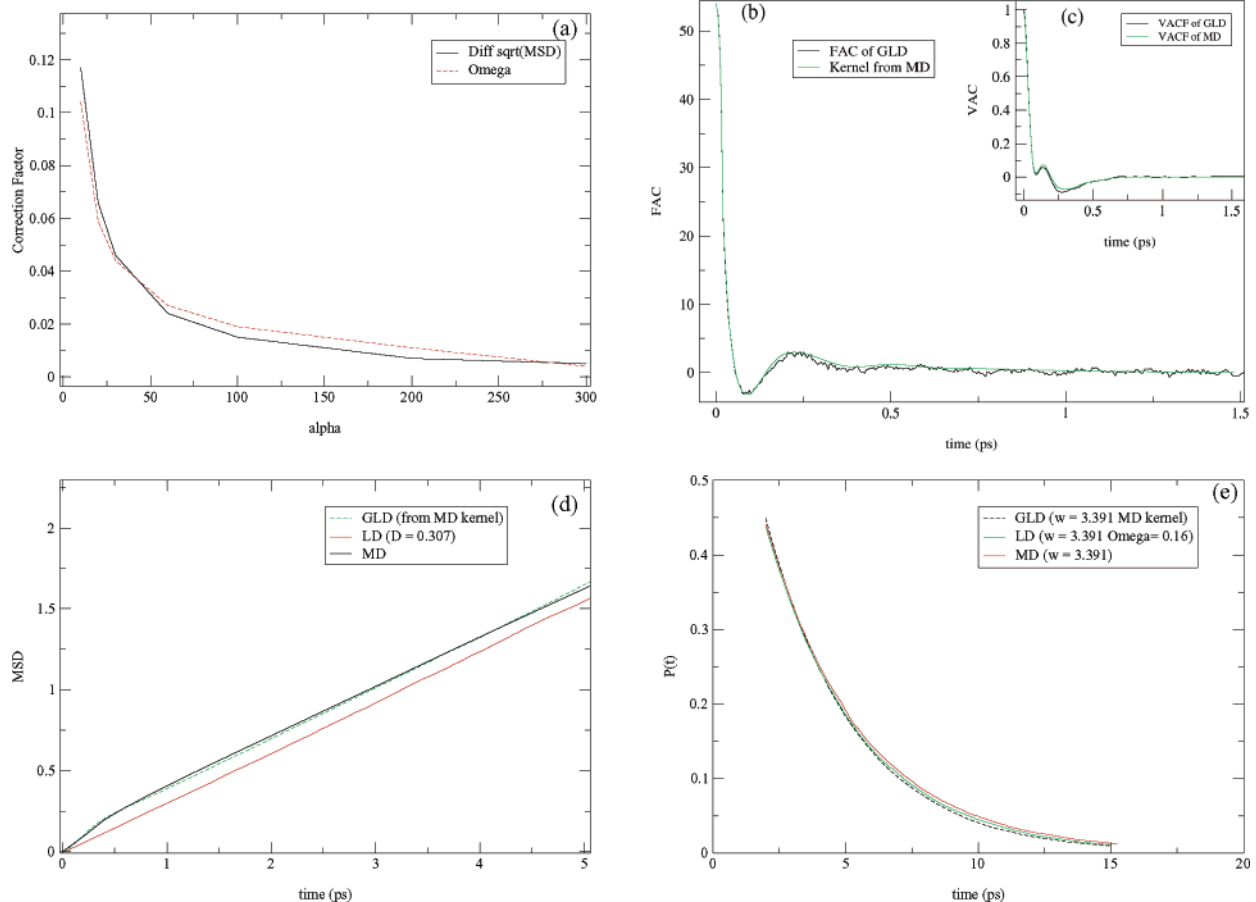 (a)
Diff sqrt(MSD)
Omega
Correction Factor
0.12
0.1
0.08
0.06
0.04
0.02
0
0
50
100
150
200
250
300
alpha
(b)
FAC of GLD
Kernel from MD
FAC
50
40
30
20
10
0
0
0.5
1
1.5
time (ps)
(c)
VACF of GLD
VACF of MD
VAC
1
0.8
0.6
0.4
0.2
0
0
0.5
1
1.5
time (ps)
(d)
GLD (from MD kernel)
LD (D = 0.307)
MD
MSD
2
1.5
1
0.5
0
0
1
2
3
4
5
time (ps)
(e)
GLD (w = 3.391 MD kernel)
LD (w = 3.391 Omega= 0.16)
MD (w = 3.391)
P(t)
0.5
0.4
0.3
0.2
0.1
0
0
5
10
15
20
time (ps)